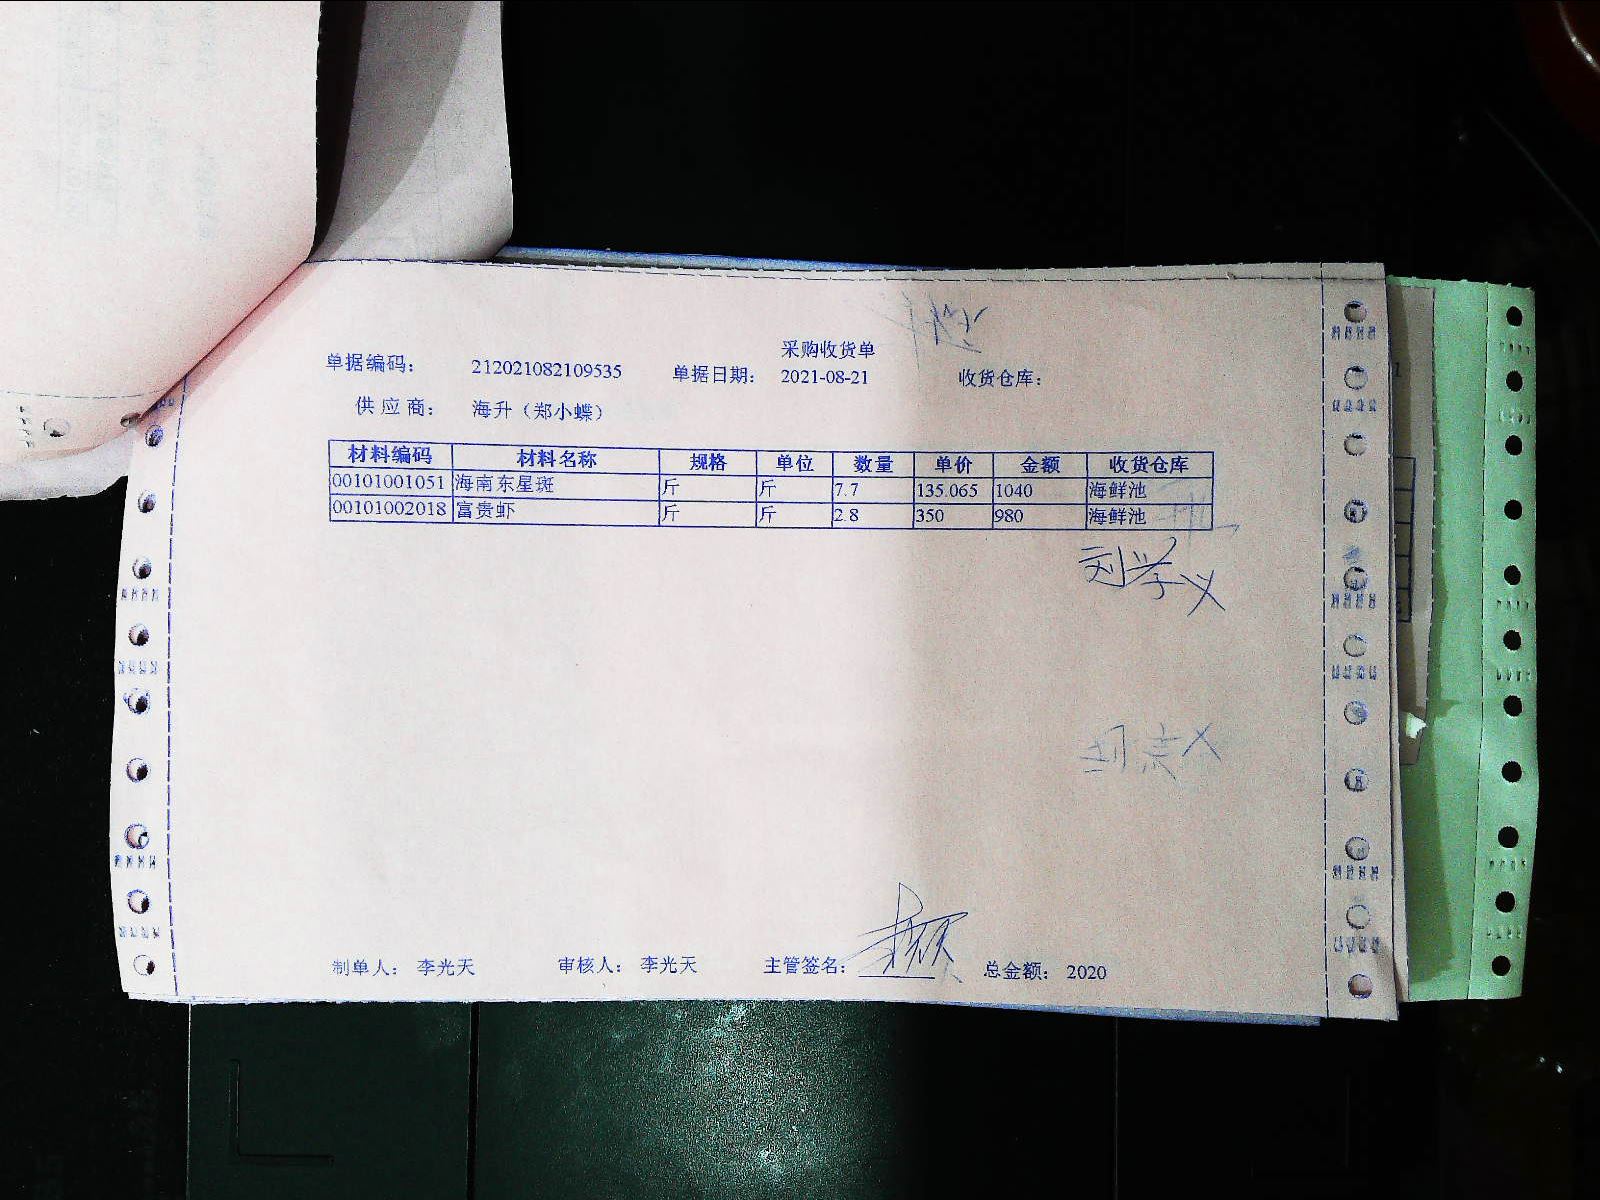 采购收货单
单据编码： 212021082109535 单据日期： 2021-08-21 收货仓库：
供应商： 海升（郑小蝶）
材料编码 材料名称 规格 单位 数量 单价 金额 收货仓库
00101001051 海南东星斑 斤 斤 7.7 135.065 1040 海鲜池
00101002018 富贵虾 斤 斤 2.8 350 980 海鲜池
刘学义
制单人： 李光天 审核人： 李光天 主管签名： 总金额： 2020